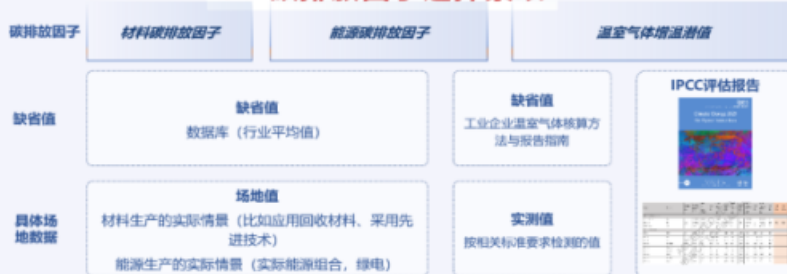 碳排放因子
材料碳排放因子
能源碳排放因子
温室气体增温潜值
缺省值
缺省值
数据库（行业平均值）
缺省值
工业企业温室气体核算方
法与报告指南
IPCC评估报告
具体场
地数据
场地值
材料生产的实际情景（比如应用回收材料、采用先
进技术）
能源生产的实际情景（实际能源组合，绿电）
实测值
按相关标准要求检测的值